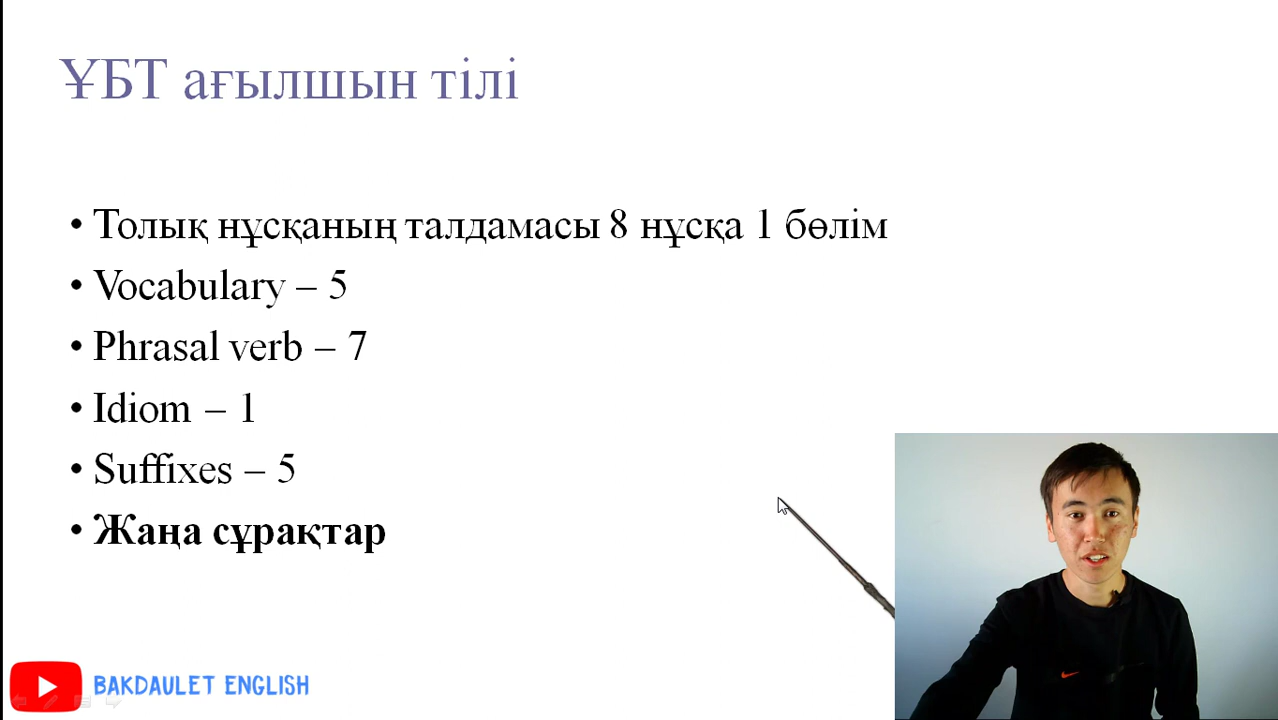 ҰБТ ағылшын тілі
• Толық нұсқаның талдамасы 8 нұсқа 1 бөлім
• Vocabulary – 5
• Phrasal verb – 7
• Idiom – 1
• Suffixes – 5
• Жаңа сұрақтар
BAKDAULET ENGLISH